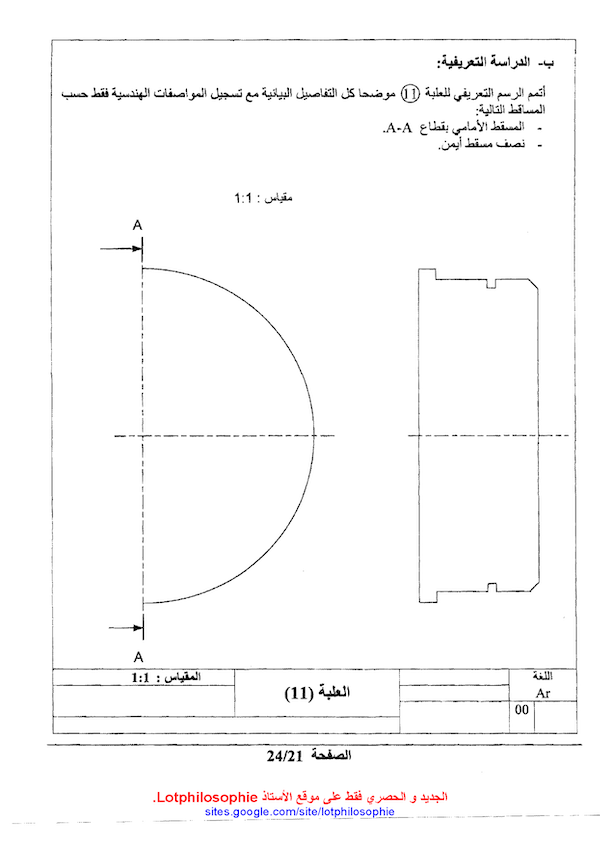 ب- الدراسة التعريفية:
أتمم الرسم التعريفي للعلبة (11) موضحا كل التفاصيل البيانية مع تسجيل المواصفات الهندسية فقط حسب
المساقط التالية:
- المسقط الأمامي بقطاع A-A.
- نصف مسقط أيمن.
مقياس : 1:1
A
A
المقياس : 1:1
العلبة (11)
اللغة
Ar
00
الصفحة 24/21
الجديد و الحصري فقط على موقع الأستاذ Lotphilosophie.
sites.google.com/site/lotphilosophie